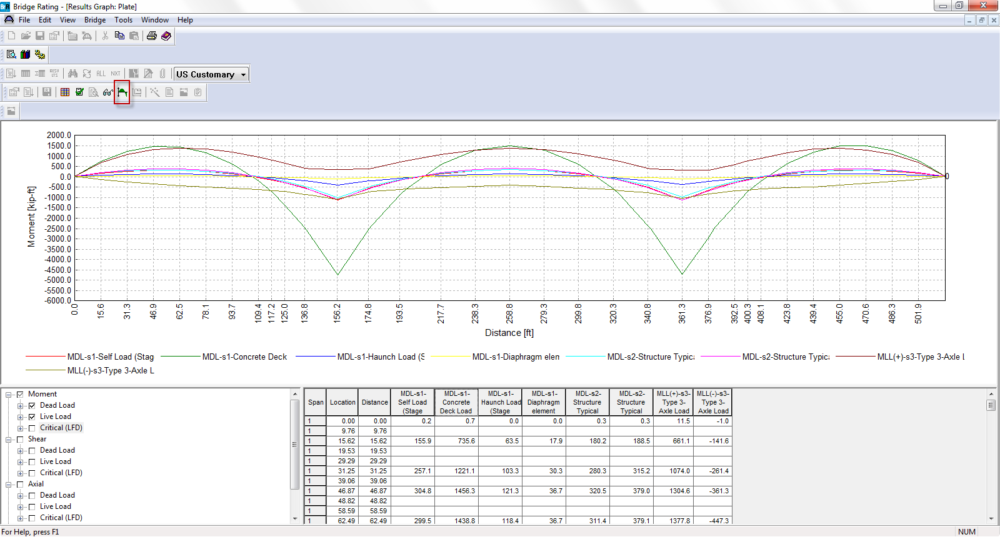 Br R Bridge Rating - [Results Graph: Plate]
File Edit View Bridge Tools Window Help
RESU LTS ALL NXT US Customary
2000.0
1500.0
1000.0
500.0
0.0
-500.0
-1000.0
-1500.0
-2000.0
-2500.0
-3000.0
-3500.0
-4000.0
-4500.0
-5000.0
-5500.0
-6000.0
Moment [kip-ft]
0
0.0 15.6 31.3 46.9 62.5 78.1 93.7 109.4 117.2 125.0 136.8 156.2 174.8 193.5 217.7 238.3 258.8 279.3 299.8 320.3 340.8 361.3 376.9 392.5 400.3 408.1 423.8 439.4 455.0 470.6 486.3 501.9
Distance [ft]
MDL-s1-Self Load (Stag MDL-s1-Concrete Deck MDL-s1-Haunch Load (S MDL-s1-Diaphragm elem MDL-s2-Structure Typica MDL-s2-Structure Typica MLL(+)-s3-Type 3-Axle L
MLL(-)-s3-Type 3-Axle L
Moment
Dead Load
Live Load
Critical (LFD)
Shear
Dead Load
Live Load
Critical (LFD)
Axial
Dead Load
Live Load
Critical (LFD)
Span Location Distance MDL-s1-Self Load (Stage MDL-s1-Concrete Deck Load MDL-s1-Haunch Load (Stage MDL-s1-Diaphragm element MDL-s2-Structure Typical MDL-s2-Structure Typical MLL(+)-s3-Type 3-Axle Load MLL(-)-s3-Type 3-Axle Load
1 0.00 0.00 0.2 0.7 0.0 0.0 0.3 0.3 11.5 -1.0
1 9.76 9.76
1 15.62 15.62 155.9 735.6 63.5 17.9 180.2 188.5 661.1 -141.6
1 19.53 19.53
1 29.29 29.29
1 31.25 31.25 257.1 1221.1 103.3 30.3 280.3 315.2 1074.0 -261.4
1 39.06 39.06
1 46.87 46.87 304.8 1456.3 121.3 36.7 320.5 379.0 1304.6 -361.3
1 48.82 48.82
1 58.59 58.59
1 62.49 62.49 299.5 1438.8 118.4 36.7 311.4 379.1 1377.8 -447.3
For Help, press F1
NUM